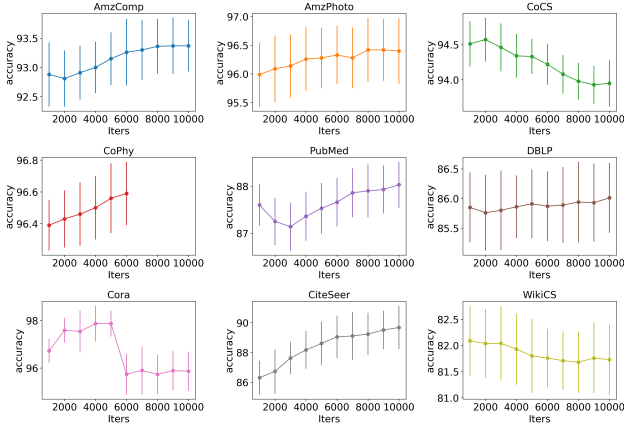 AmzComp
accuracy
93.5
93.0
92.5
2000 4000 6000 8000 10000
Iters
AmzPhoto
accuracy
97.0
96.5
96.0
95.5
2000 4000 6000 8000 10000
Iters
CoCS
accuracy
94.5
94.0
2000 4000 6000 8000 10000
Iters
CoPhy
accuracy
96.8
96.6
96.4
2000 4000 6000 8000 10000
Iters
PubMed
accuracy
88
87
2000 4000 6000 8000 10000
Iters
DBLP
accuracy
86.5
86.0
85.5
2000 4000 6000 8000 10000
Iters
Cora
accuracy
98
96
2000 4000 6000 8000 10000
Iters
CiteSeer
accuracy
90
88
86
2000 4000 6000 8000 10000
Iters
WikiCS
accuracy
82.5
82.0
81.5
81.0
2000 4000 6000 8000 10000
Iters